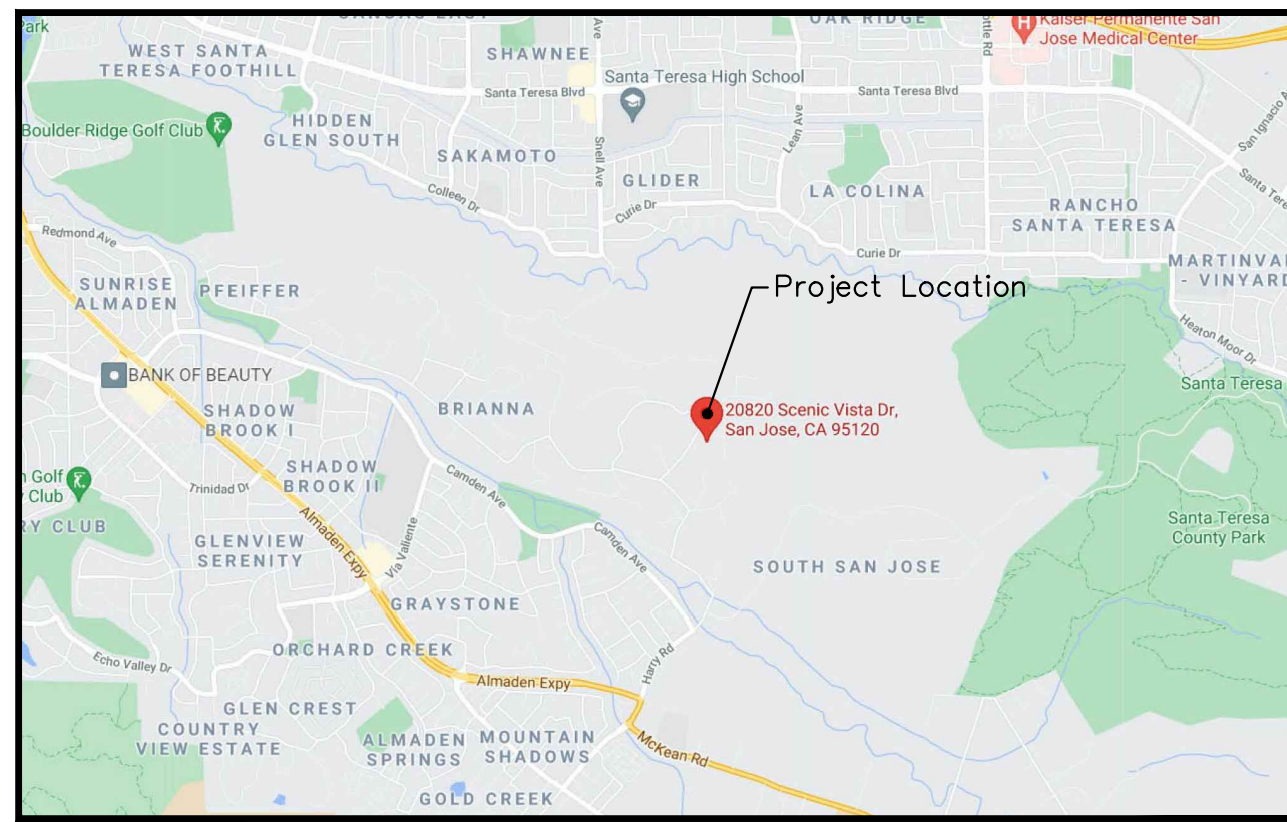 Park
WEST SANTA
TERESA FOOTHILL
SHAWNEE
Ave
OAK RIDGE
Kaiser Permanente San
Jose Medical Center
Santa Teresa High School
Santa Teresa Blvd
Santa Teresa Blvd
Boulder Ridge Golf Club
HIDDEN
GLEN SOUTH
SAKAMOTO
Snell Ave
Lean Ave
GLIDER
LA COLINA
Colleen Dr
Curie Dr
RANCHO
SANTA TERESA
Redmond Ave
Curie Dr
SUNRISE
ALMADEN
PFEIFFER
Project Location
Heaton Moor Dr
BANK OF BEAUTY
Santa Teresa
SHADOW
BROOK I
BRIANNA
20820 Scenic Vista Dr,
San Jose, CA 95120
SHADOW
BROOK II
Golf
Club
Trinidad Dr
Camden Ave
Almaden Expy
Camden Ave
Santa Teresa
County Park
Y CLUB
GLENVIEW
SERENITY
Via Valiente
SOUTH SAN JOSE
GRAYSTONE
ORCHARD CREEK
Echo Valley Dr
Harry Rd
Almaden Expy
GLEN CREST
COUNTRY
VIEW ESTATE
ALMADEN
SPRINGS
MOUNTAIN
SHADOWS
McKean Rd
GOLD CREEK